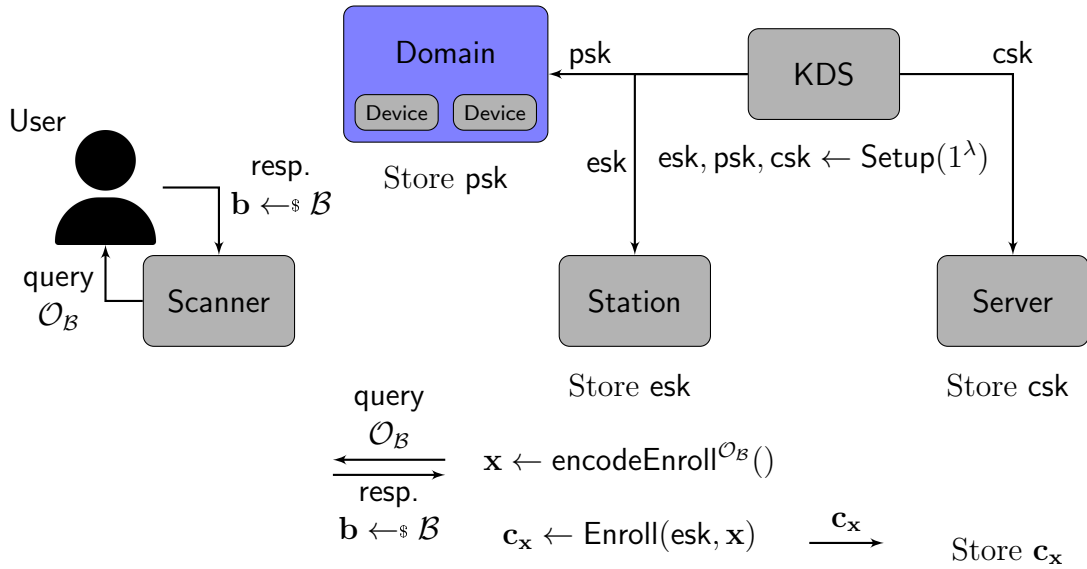 Domain
Device Device
Store psk
psk
KDS
csk
User
resp.
b ←$ ℬ
esk
esk, psk, csk ← Setup(1^λ)
query
𝒪_ℬ
Scanner
Station
Server
Store esk
Store csk
query
𝒪_ℬ
x ← encodeEnroll^{𝒪_ℬ}()
resp.
b ←$ ℬ
c_x ← Enroll(esk, x)
c_x
Store c_x